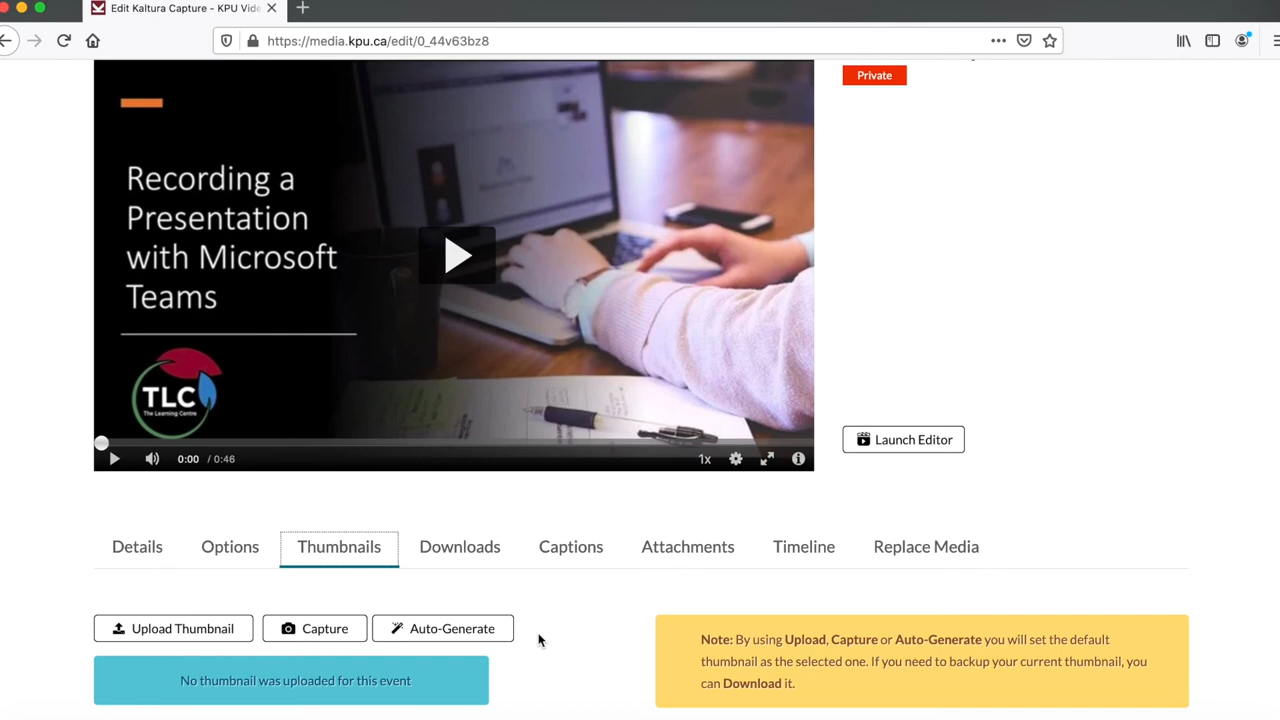 Edit Kaltura Capture - KPU Vide
https://media.kpu.ca/edit/0_44v63bz8
Private
Recording a
Presentation
with Microsoft
Teams
TLC
The Learning Centre
0:00 / 0:46
1x
Launch Editor
Details Options Thumbnails Downloads Captions Attachments Timeline Replace Media
Upload Thumbnail Capture Auto-Generate
No thumbnail was uploaded for this event
Note: By using Upload, Capture or Auto-Generate you will set the default
thumbnail as the selected one. If you need to backup your current thumbnail, you
can Download it.